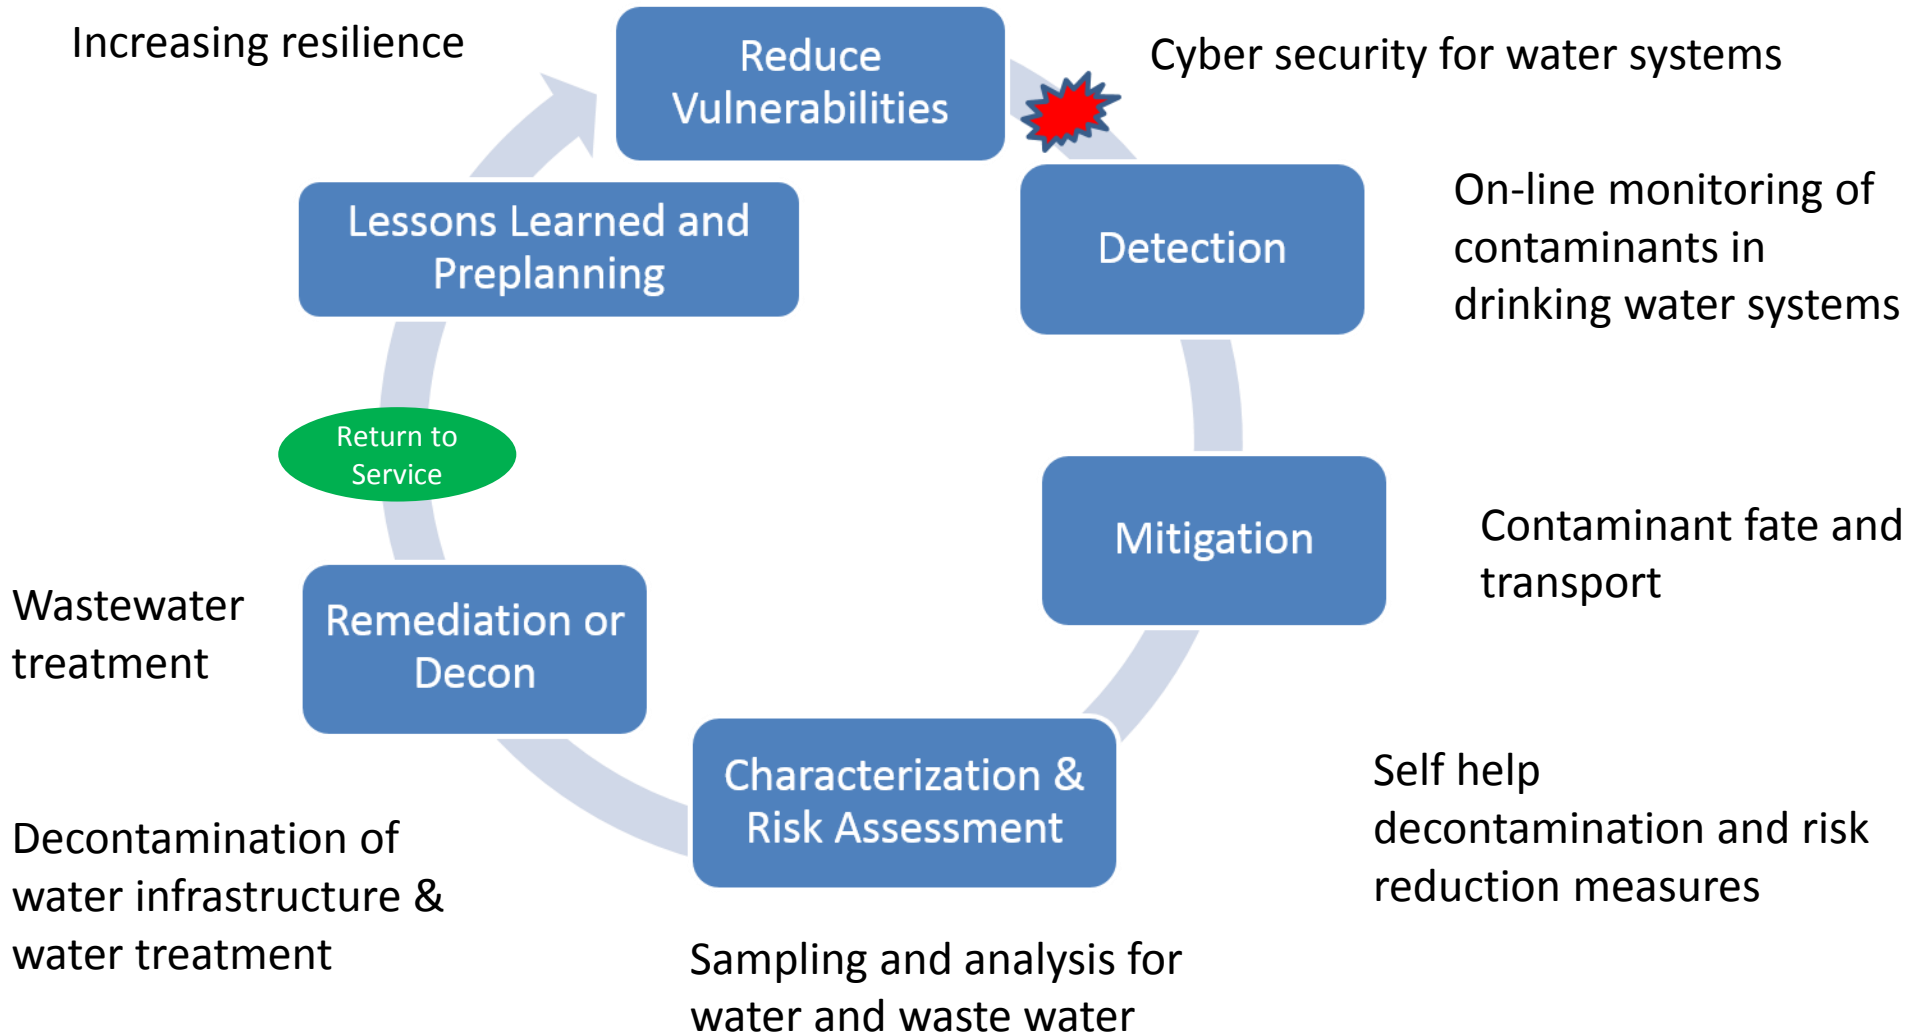 Increasing resilience
Reduce
Vulnerabilities
Cyber security for water systems
Lessons Learned and
Preplanning
Detection
On-line monitoring of
contaminants in
drinking water systems
Return to
Service
Mitigation
Contaminant fate and
transport
Wastewater
treatment
Remediation or
Decon
Characterization &
Risk Assessment
Self help
decontamination and risk
reduction measures
Decontamination of
water infrastructure &
water treatment
Sampling and analysis for
water and waste water